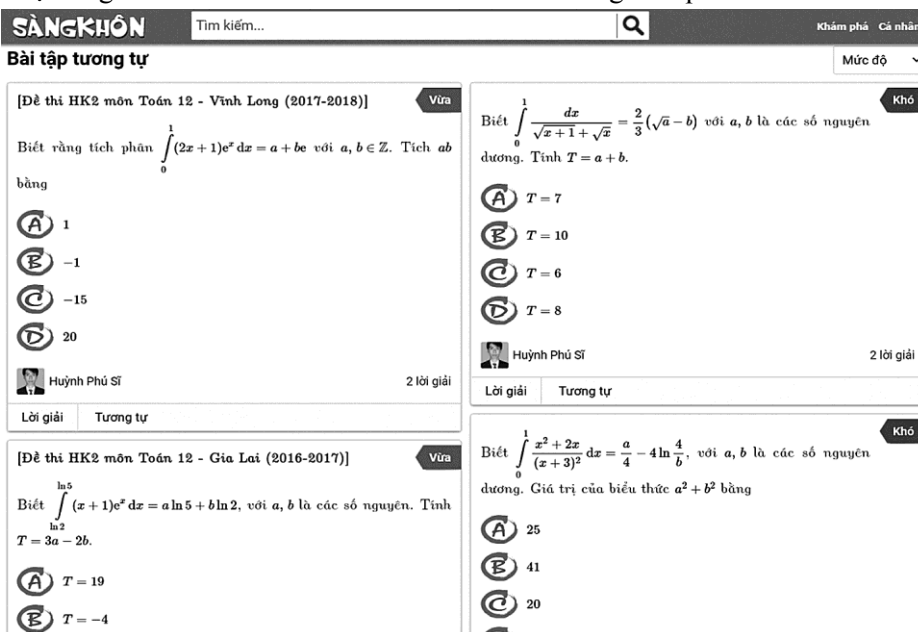 SÀNGKHÔN
Tìm kiếm...
Khám phá Cá nhân
Bài tập tương tự
Mức độ
[Đề thi HK2 môn Toán 12 - Vĩnh Long (2017-2018)]
Vừa
Biết rằng tích phân ∫₀¹ (2x + 1)eˣ dx = a + be với a, b ∈ ℤ. Tích ab
bằng
A 1
B −1
C −15
D 20
Huỳnh Phú Sĩ
2 lời giải
Lời giải Tương tự
[Đề thi HK2 môn Toán 12 - Gia Lai (2016-2017)]
Vừa
Biết ∫_{ln 2}^{ln 5} (x + 1)eˣ dx = a ln 5 + b ln 2, với a, b là các số nguyên. Tính
T = 3a − 2b.
A T = 19
B T = −4
Khó
Biết ∫₀¹ dx/(√(x + 1) + √x) = 2/3 (√a − b) với a, b là các số nguyên
dương. Tính T = a + b.
A T = 7
B T = 10
C T = 6
D T = 8
Huỳnh Phú Sĩ
2 lời giải
Lời giải Tương tự
Khó
Biết ∫₀¹ (x² + 2x)/(x + 3)² dx = a/4 − 4 ln 4/b, với a, b là các số nguyên
dương. Giá trị của biểu thức a² + b² bằng
A 25
B 41
C 20